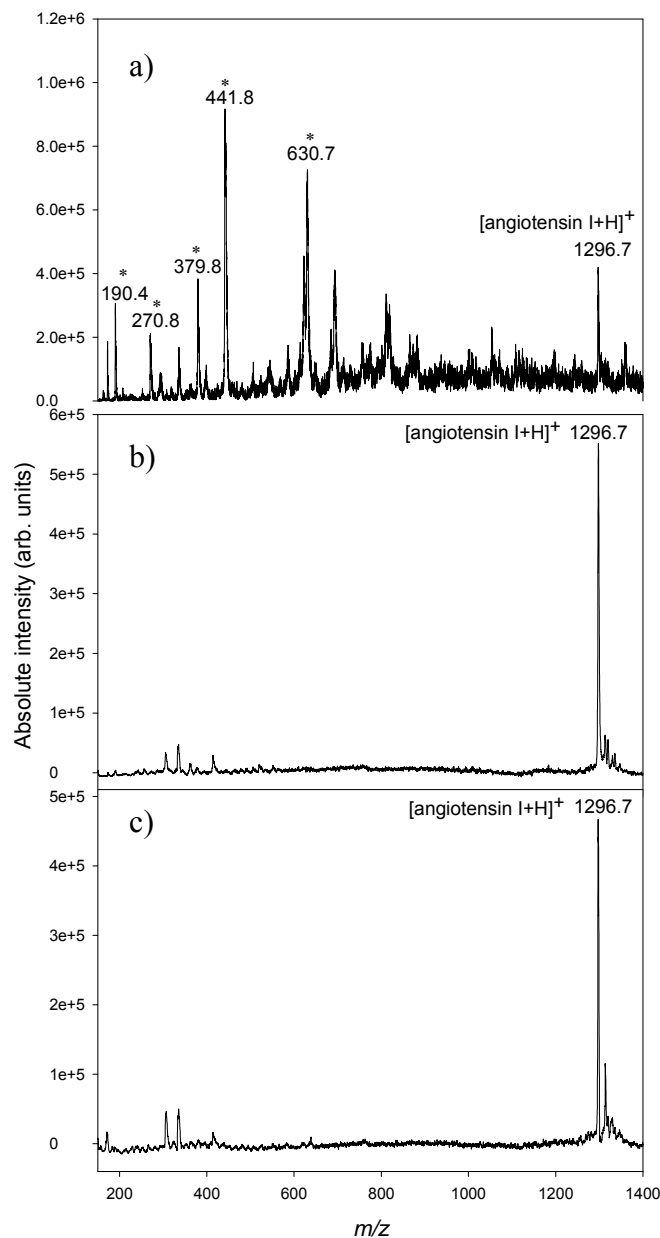 1.2e+6
a)
*
441.8
1.0e+6
*
630.7
8.0e+5
[angiotensin I+H]+
1296.7
6.0e+5
*
379.8
4.0e+5
*
190.4
*
270.8
2.0e+5
0.0
6e+5
b)
[angiotensin I+H]+ 1296.7
5e+5
4e+5
3e+5
2e+5
1e+5
0
Absolute intensity (arb. units)
5e+5
c)
[angiotensin I+H]+ 1296.7
4e+5
3e+5
2e+5
1e+5
0
200 400 600 800 1000 1200 1400
m/z